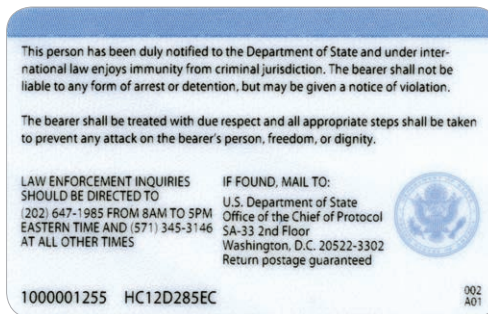 This person has been duly notified to the Department of State and under inter-
national law enjoys immunity from criminal jurisdiction. The bearer shall not be
liable to any form of arrest or detention, but may be given a notice of violation.
The bearer shall be treated with due respect and all appropriate steps shall be taken
to prevent any attack on the bearer's person, freedom, or dignity.
LAW ENFORCEMENT INQUIRIES
SHOULD BE DIRECTED TO
(202) 647-1985 FROM 8AM TO 5PM
EASTERN TIME AND (571) 345-3146
AT ALL OTHER TIMES
IF FOUND, MAIL TO:
U.S. Department of State
Office of the Chief of Protocol
SA-33 2nd Floor
Washington, D.C. 20522-3302
Return postage guaranteed
1000001255 HC12D285EC
002
A01